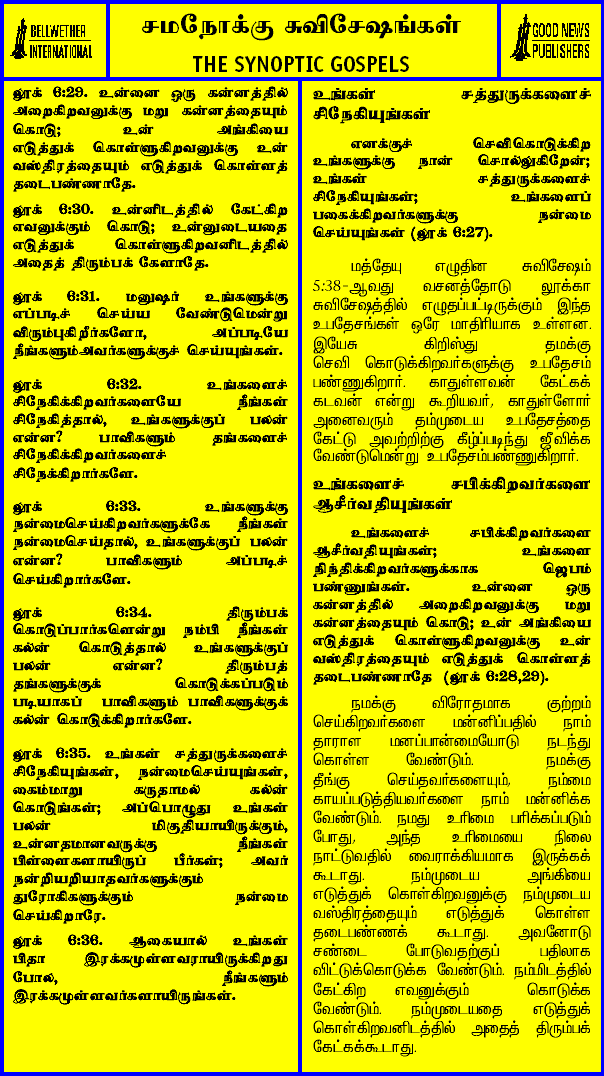 BELLWETHER
INTERNATIONAL
சமநோக்கு சுவிசேஷங்கள்
THE SYNOPTIC GOSPELS
GOOD NEWS
PUBLISHERS
லூக் 6:29. உன்னை ஒரு கன்னத்தில்
அறைகிறவனுக்கு மறு கன்னத்தையும்
கொடு; உன் அங்கியை
எடுத்துக் கொள்ளுகிறவனுக்கு உன்
வஸ்திரத்தையும் எடுத்துக் கொள்ளத்
தடைபண்ணாதே.
லூக் 6:30. உன்னிடத்தில் கேட்கிற
எவனுக்கும் கொடு; உன்னுடையதை
எடுத்துக் கொள்ளுகிறவனிடத்தில்
அதைத் திரும்பக் கேளாதே.
லூக் 6:31. மனுஷர் உங்களுக்கு
எப்படிச் செய்ய வேண்டுமென்று
விரும்புகிறீர்களோ, அப்படியே
நீங்களும்அவர்களுக்குச் செய்யுங்கள்.
லூக் 6:32. உங்களைச்
சிநேகிக்கிறவர்களையே நீங்கள்
சிநேகித்தால், உங்களுக்குப் பலன்
என்ன? பாவிகளும் தங்களைச்
சிநேகிக்கிறவர்களைச்
சிநேக்கிறார்களே.
லூக் 6:33. உங்களுக்கு
நன்மைசெய்கிறவர்களுக்கே நீங்கள்
நன்மைசெய்தால், உங்களுக்குப் பலன்
என்ன? பாவிகளும் அப்படிச்
செய்கிறார்களே.
லூக் 6:34. திரும்பக்
கொடுப்பார்களென்று நம்பி நீங்கள்
கலன் கொடுத்தால் உங்களுக்குப்
பலன் என்ன? திரும்பத்
தங்களுக்குக் கொடுக்கப்படும்
படியாகப் பாவிகளும் பாவிகளுக்குக்
கலன் கொடுக்கிறார்களே.
லூக் 6:35. உங்கள் சத்துருக்களைச்
சிநேகியுங்கள், நன்மைசெய்யுங்கள்,
கைம்மாறு கருதாமல் கலன்
கொடுங்கள்; அப்பொழுது உங்கள்
பலன் மிகுதியாயிருக்கும்,
உன்னதமானவருக்கு நீங்கள்
பிள்ளைகளாயிருப் பீர்கள்; அவர்
நன்றியறியாதவர்களுக்கும்
துரோகிகளுக்கும் நன்மை
செய்கிறாரே.
லூக் 6:36. ஆகையால் உங்கள்
பிதா இரக்கமுள்ளவராயிருக்கிறது
போல, நீங்களும்
இரக்கமுள்ளவர்களாயிருங்கள்.
உங்கள் சத்துருக்களைச்
சிநேகியுங்கள்
எனக்குச் செவிகொடுக்கிற
உங்களுக்கு நான் சொல்லுகிறேன்;
உங்கள் சத்துருக்களைச்
சிநேகியுங்கள்; உங்களைப்
பகைக்கிறவர்களுக்கு நன்மை
செய்யுங்கள் (லூக் 6:27).
மத்தேயு எழுதின சுவிசேஷம்
5:38-ஆவது வசனத்தோடு லூக்கா
சுவிசேஷத்தில் எழுதப்பட்டிருக்கும் இந்த
உபதேசங்கள் ஒரே மாதிரியாக உள்ளன.
இயேசு கிறிஸ்து தமக்கு
செவி கொடுக்கிறவர்களுக்கு உபதேசம்
பண்ணுகிறார். காதுள்ளவன் கேட்கக்
கடவன் என்று கூறியவர், காதுள்ளோர்
அனைவரும் தம்முடைய உபதேசத்தை
கேட்டு அவற்றிற்கு கீழ்ப்படிந்து ஜீவிக்க
வேண்டுமென்று உபதேசம்பண்ணுகிறார்.
உங்களைச் சபிக்கிறவர்களை
ஆசீர்வதியுங்கள்
உங்களைச் சபிக்கிறவர்களை
ஆசீர்வதியுங்கள்; உங்களை
நிந்திக்கிறவர்களுக்காக ஜெபம்
பண்ணுங்கள். உன்னை ஒரு
கன்னத்தில் அறைகிறவனுக்கு மறு
கன்னத்தையும் கொடு; உன் அங்கியை
எடுத்துக் கொள்ளுகிறவனுக்கு உன்
வஸ்திரத்தையும் எடுத்துக் கொள்ளத்
தடைபண்ணாதே (லூக் 6:28,29).
நமக்கு விரோதமாக குற்றம்
செய்கிறவர்களை மன்னிப்பதில் நாம்
தாராள மனப்பான்மையோடு நடந்து
கொள்ள வேண்டும். நமக்கு
தீங்கு செய்தவர்களையும், நம்மை
காயப்படுத்தியவர்களை நாம் மன்னிக்க
வேண்டும். நமது உரிமை பரிக்கப்படும்
போது, அந்த உரிமையை நிலை
நாட்டுவதில் வைராக்கியமாக இருக்கக்
கூடாது. நம்முடைய அங்கியை
எடுத்துக் கொள்கிறவனுக்கு நம்முடைய
வஸ்திரத்தையும் எடுத்துக் கொள்ள
தடைபண்ணக் கூடாது. அவனோடு
சண்டை போடுவதற்குப் பதிலாக
விட்டுக்கொடுக்க வேண்டும். நம்மிடத்தில்
கேட்கிற எவனுக்கும் கொடுக்க
வேண்டும். நம்முடையதை எடுத்துக்
கொள்கிறவனிடத்தில் அதைத் திரும்பக்
கேட்கக்கூடாது.